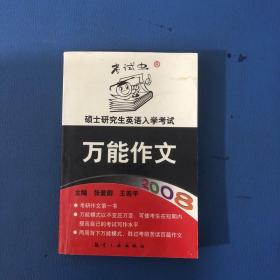 考试虫®
硕士研究生英语入学考试
万能作文
2008
主编 张爱丽 王若平
考研作文第一书
万能模式以不变应万变，可使考生在短期内
提高自己的考试写作水平
两周背下万能模式，胜过考前苦读百篇作文
航空工业出版社